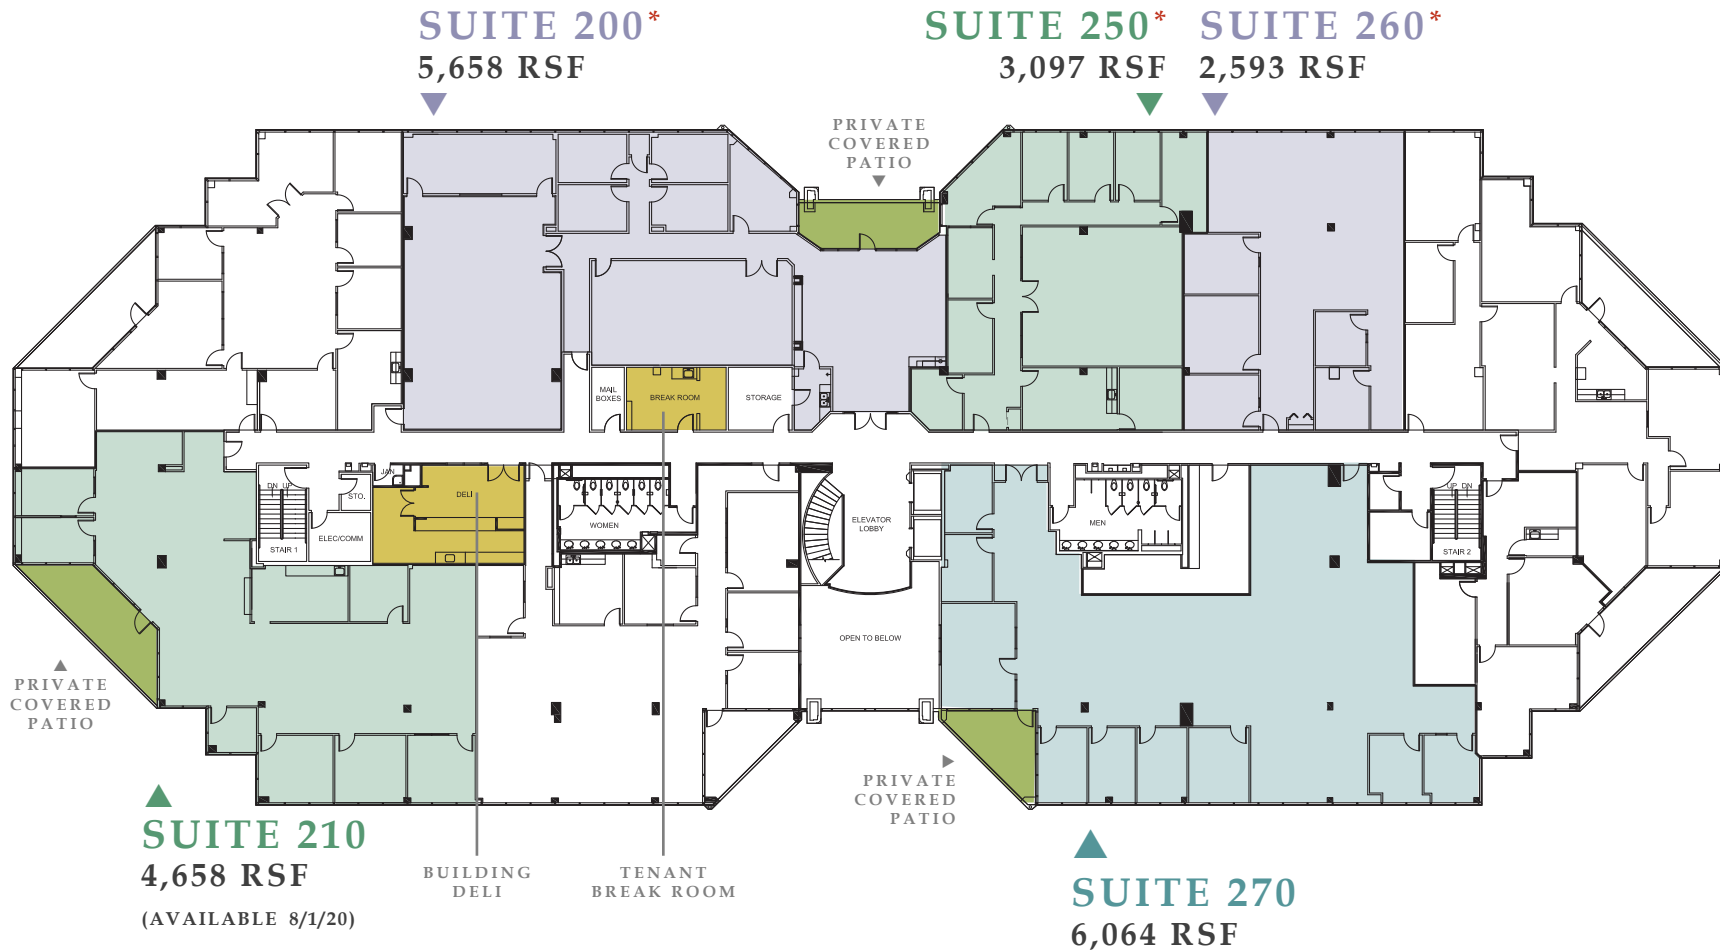 SUITE 200*
5,658 RSF
SUITE 250*
3,097 RSF
SUITE 260*
2,593 RSF
PRIVATE
COVERED
PATIO
MAIL
BOXES
BREAK ROOM
STORAGE
JAN
DN UP
STO.
DELI
ELEC/COMM
STAIR 1
WOMEN
ELEVATOR
LOBBY
MEN
UP DN
STAIR 2
OPEN TO BELOW
PRIVATE
COVERED
PATIO
PRIVATE
COVERED
PATIO
SUITE 210
4,658 RSF
(AVAILABLE 8/1/20)
BUILDING
DELI
TENANT
BREAK ROOM
SUITE 270
6,064 RSF